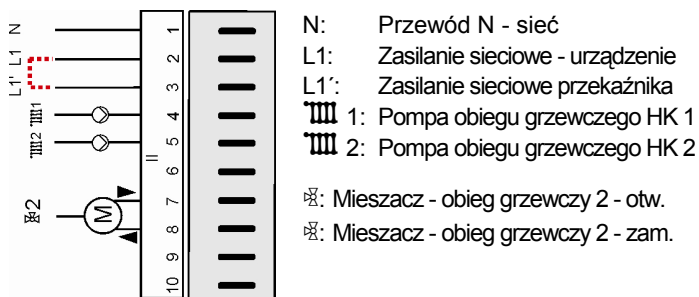 N
L1
L1'
1
2
2
M
1
2
3
4
5
6
7
8
9
10
II
N: Przewód N - sieć
L1: Zasilanie sieciowe - urządzenie
L1´: Zasilanie sieciowe przekaźnika
1: Pompa obiegu grzewczego HK 1
2: Pompa obiegu grzewczego HK 2
: Mieszacz - obieg grzewczy 2 - otw.
: Mieszacz - obieg grzewczy 2 - zam.